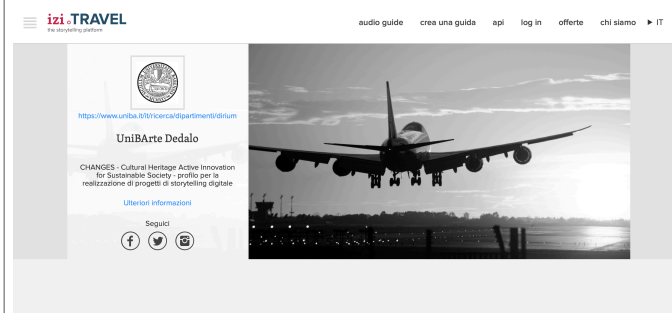 izi.TRAVEL
the storytelling platform
audio guide crea una guida api log in offerte chi siamo ▶ IT
https://www.uniba.it/it/ricerca/dipartimenti/dirium
UniBArte Dedalo
CHANGES - Cultural Heritage Active Innovation
for Sustainable Society - profilo per la
realizzazione di progetti di storytelling digitale
Ulteriori informazioni
Seguici